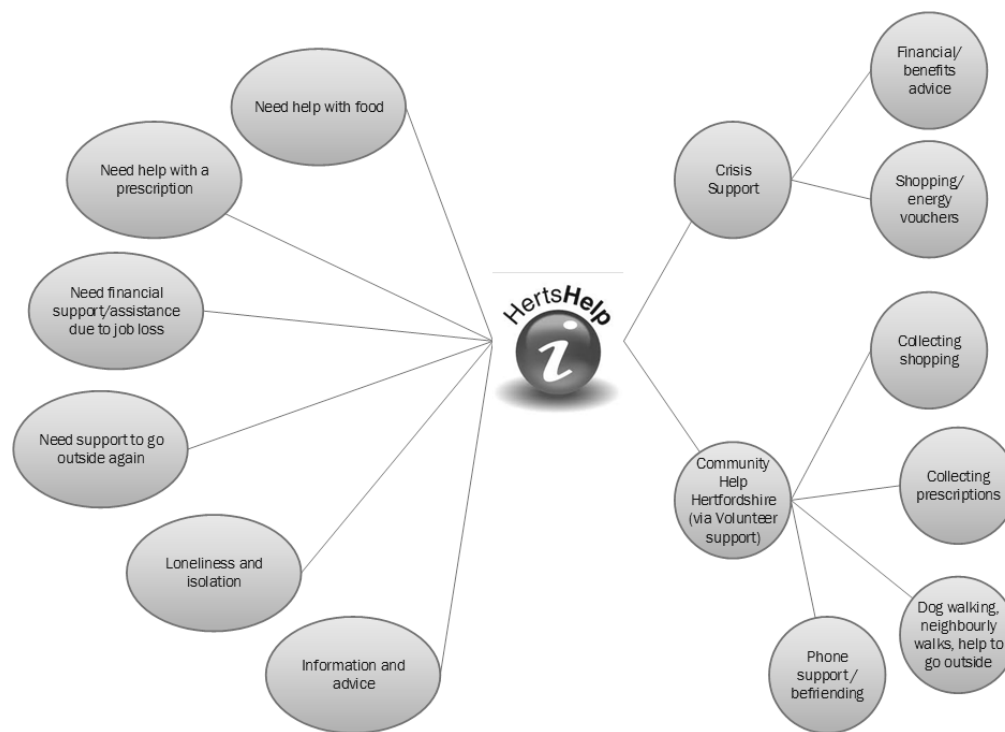 Need help with food
Need help with a
prescription
Need financial
support/assistance
due to job loss
Need support to go
outside again
Loneliness and
isolation
Information and
advice
HertsHelp
i
Crisis
Support
Financial/
benefits
advice
Shopping/
energy
vouchers
Community
Help
Hertfordshire
(via Volunteer
support)
Collecting
shopping
Collecting
prescriptions
Dog walking,
neighbourly
walks, help to
go outside
Phone
support/
befriending